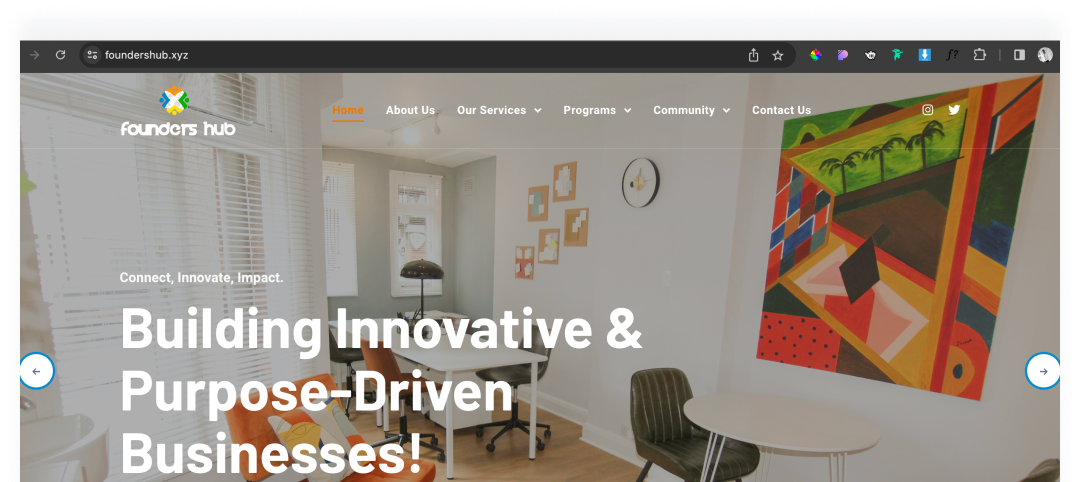 foundershub.xyz
f?
founders hub
Home About Us Our Services Programs Community Contact Us
Connect, Innovate, Impact.
Building Innovative &
Purpose-Driven
Businesses!